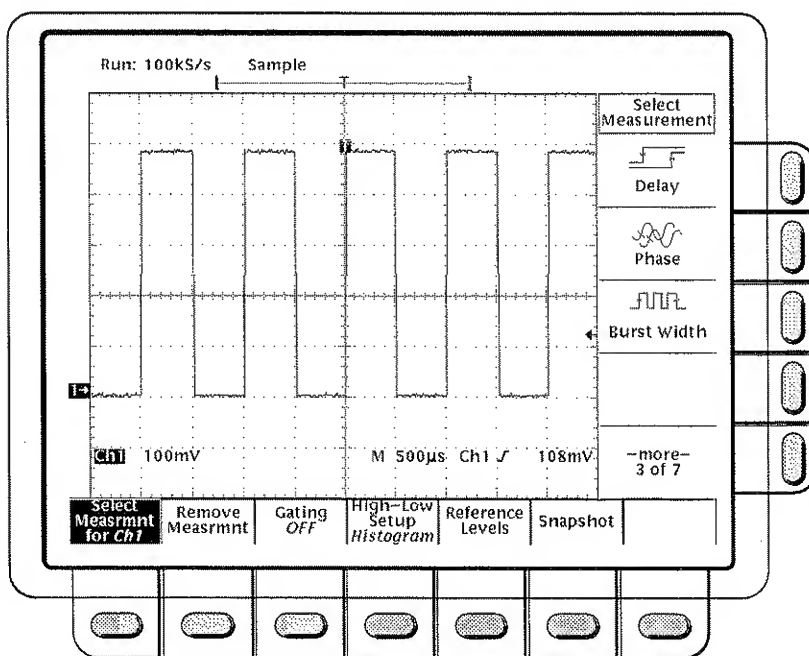 Run: 100kS/s Sample
T
T
Select
Measurement
Delay
Phase
Burst Width
1
Ch1 100mV M 500µs Ch1 108mV
-more-
3 of 7
Select
Measrmnt
for Ch1
Remove
Measrmnt
Gating
OFF
High-Low
Setup
Histogram
Reference
Levels
Snapshot